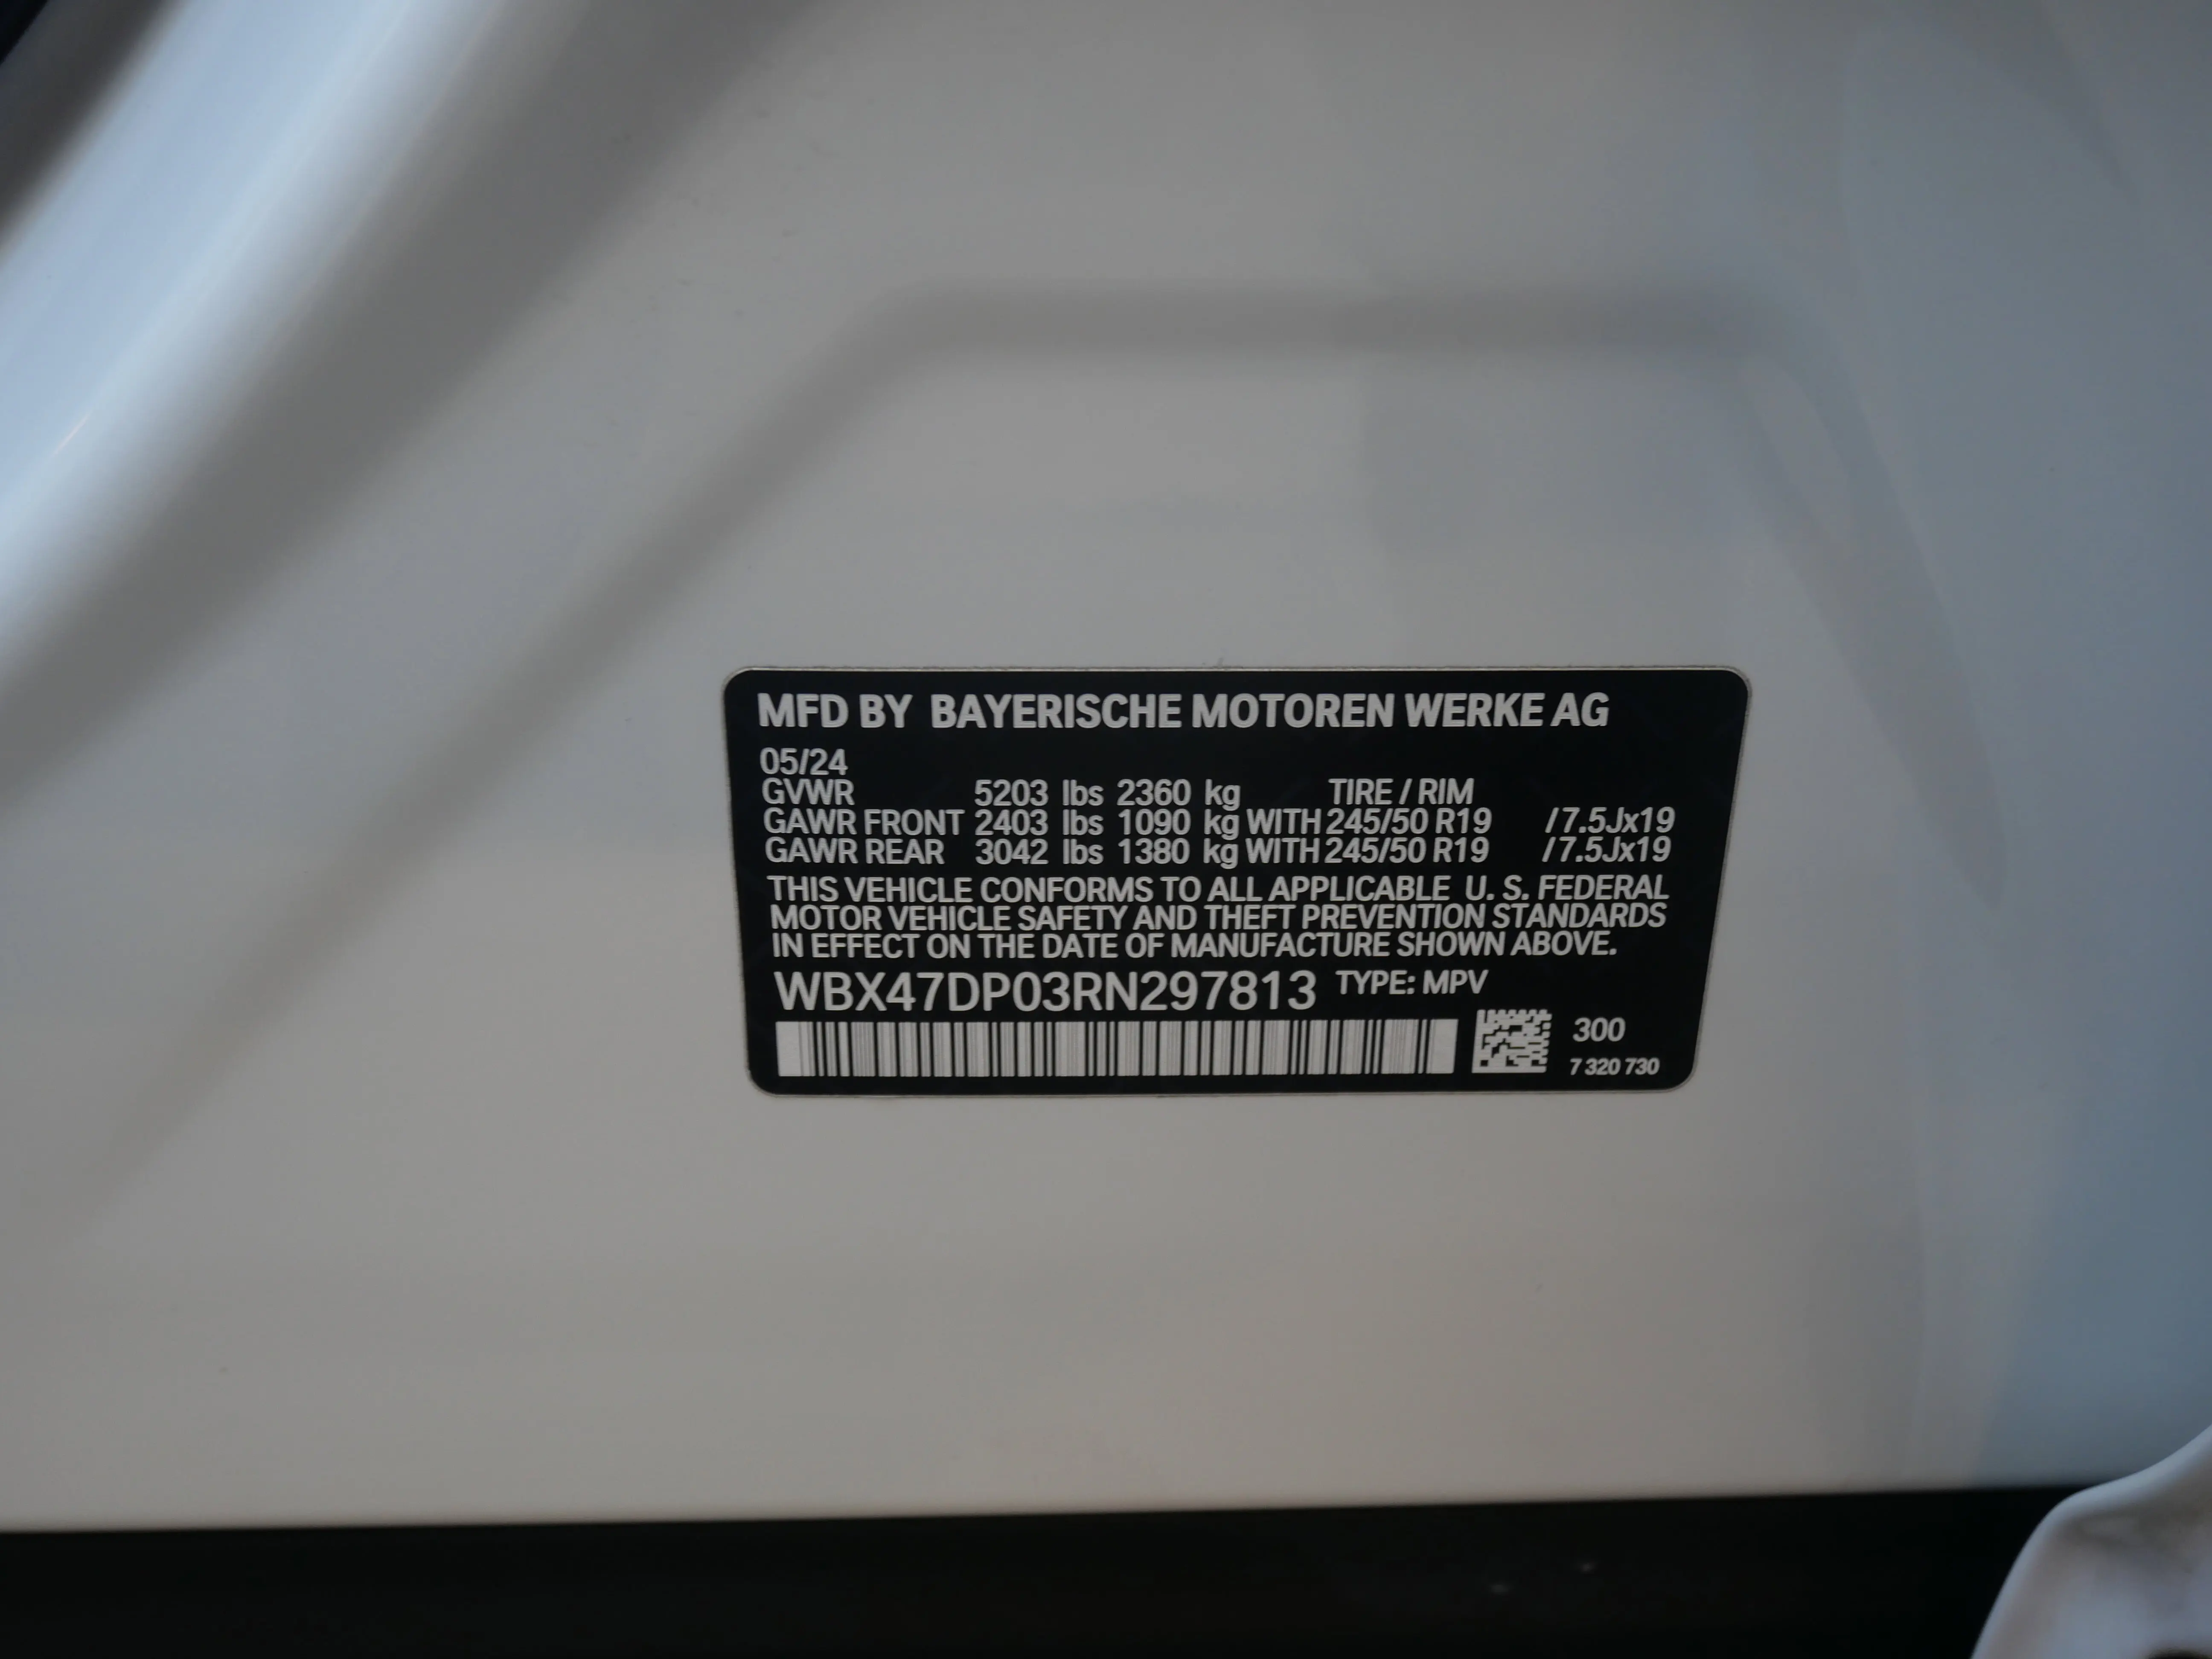 MFD BY BAYERISCHE MOTOREN WERKE AG
05/24
GVWR 5203 lbs 2360 kg TIRE / RIM
GAWR FRONT 2403 lbs 1090 kg WITH 245/50 R19 / 7.5Jx19
GAWR REAR 3042 lbs 1380 kg WITH 245/50 R19 / 7.5Jx19
THIS VEHICLE CONFORMS TO ALL APPLICABLE U. S. FEDERAL
MOTOR VEHICLE SAFETY AND THEFT PREVENTION STANDARDS
IN EFFECT ON THE DATE OF MANUFACTURE SHOWN ABOVE.
WBX47DP03RN297813 TYPE: MPV
300
7 320 730